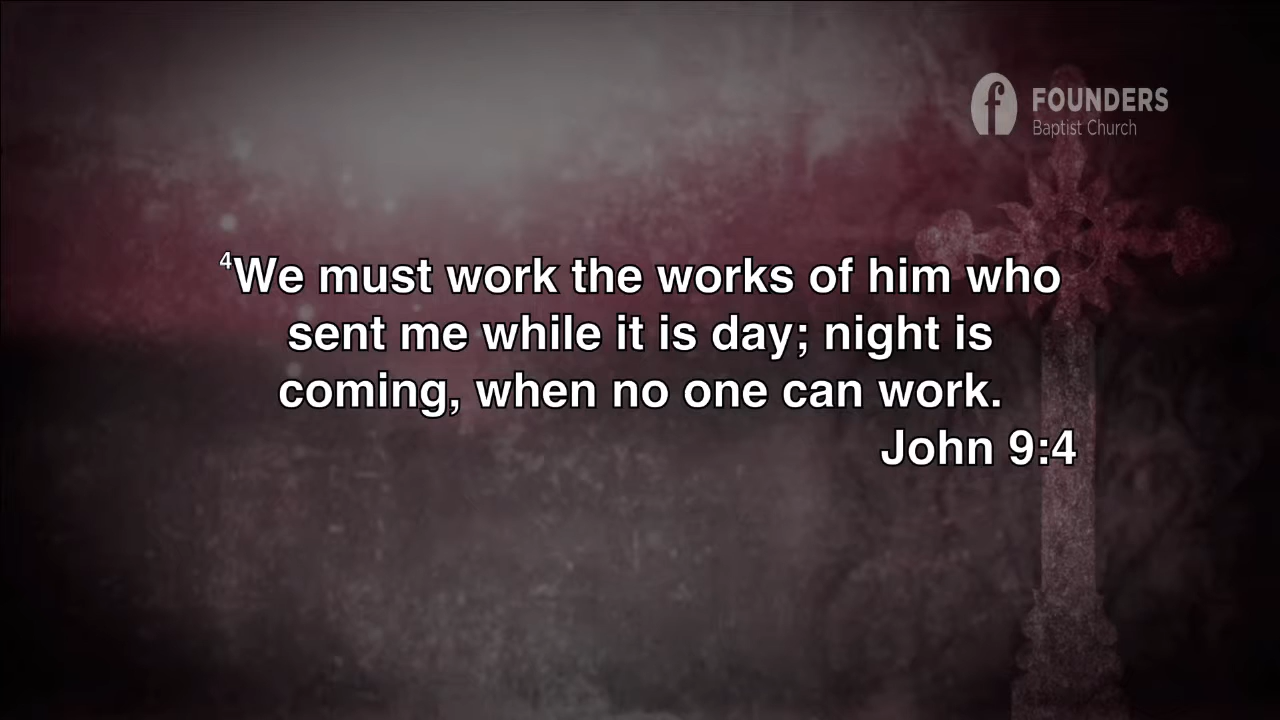 FOUNDERS
Baptist Church
⁴We must work the works of him who
sent me while it is day; night is
coming, when no one can work.
John 9:4